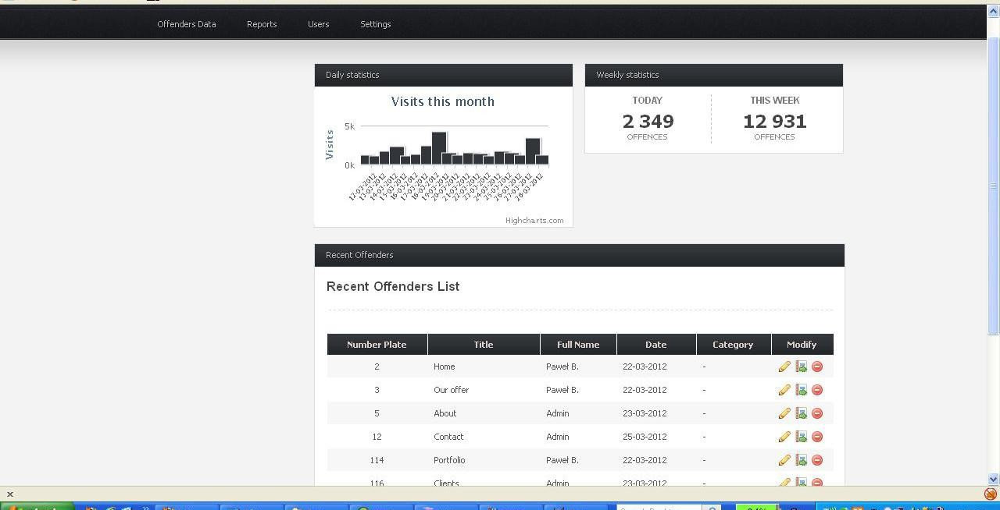 Offenders Data Reports Users Settings
Daily statistics
Visits this month
Visits
5k
0k
12-03-2012 13-03-2012 14-03-2012 15-03-2012 16-03-2012 17-03-2012 18-03-2012 19-03-2012 20-03-2012 21-03-2012 22-03-2012 23-03-2012 24-03-2012 25-03-2012 26-03-2012 27-03-2012 28-03-2012
Highcharts.com
Weekly statistics
TODAY THIS WEEK
2 349 12 931
OFFENCES OFFENCES
Recent Offenders
Recent Offenders List
Number Plate Title Full Name Date Category Modify
2 Home Paweł B. 22-03-2012 -
3 Our offer Paweł B. 22-03-2012 -
5 About Admin 23-03-2012 -
12 Contact Admin 25-03-2012 -
114 Portfolio Paweł B. 22-03-2012 -
116 Clients Admin 23-03-2012 -